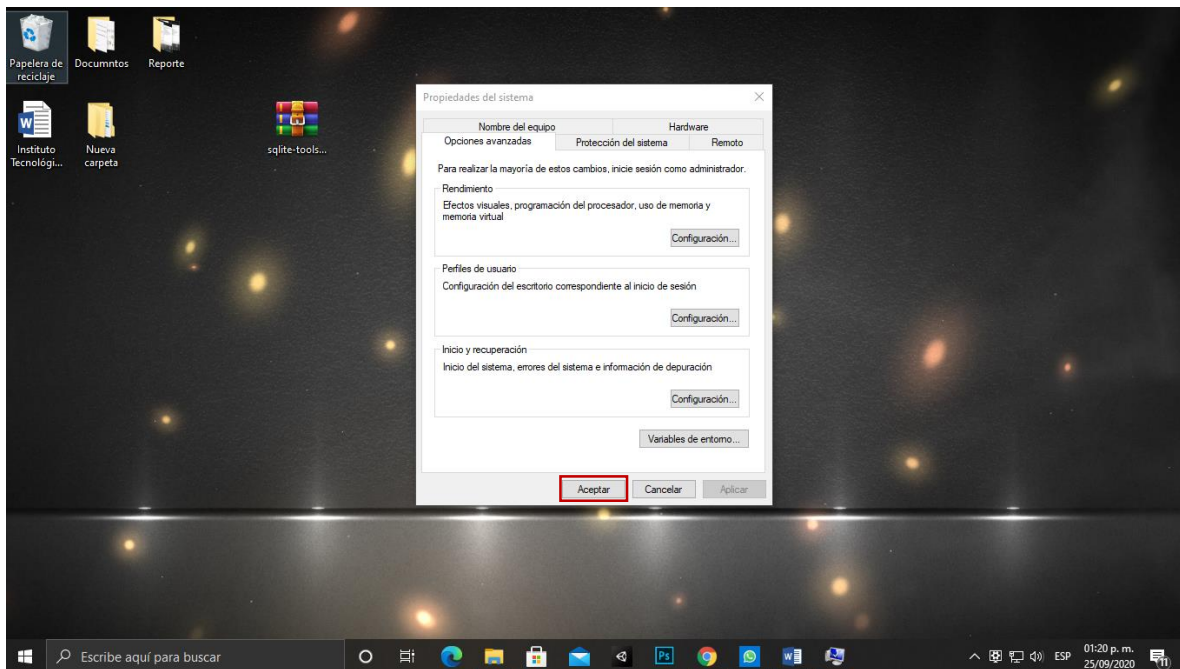 Papelera de
reciclaje
Documntos
Reporte
Instituto
Tecnológi...
Nueva
carpeta
sqlite-tools...
Propiedades del sistema
Nombre del equipo
Hardware
Opciones avanzadas
Protección del sistema
Remoto
Para realizar la mayoría de estos cambios, inicie sesión como administrador.
Rendimiento
Efectos visuales, programación del procesador, uso de memoria y
memoria virtual
Configuración...
Perfiles de usuario
Configuración del escritorio correspondiente al inicio de sesión
Configuración...
Inicio y recuperación
Inicio del sistema, errores del sistema e información de depuración
Configuración...
Variables de entorno...
Aceptar
Cancelar
Aplicar
Escribe aquí para buscar
Ps
ESP
01:20 p. m.
25/09/2020
11